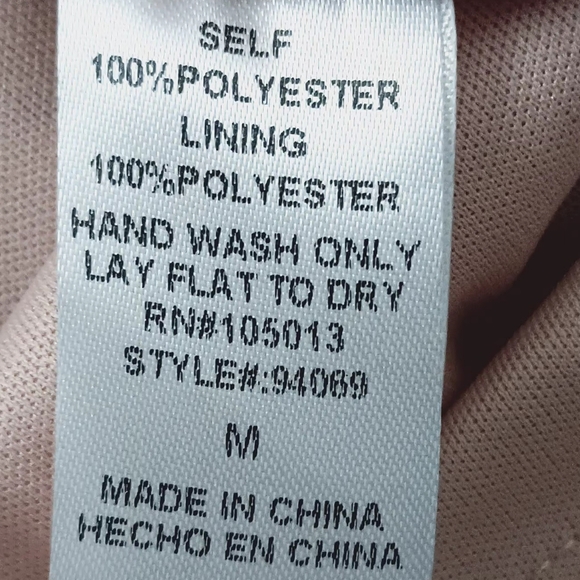 SELF
100%POLYESTER
LINING
100%POLYESTER
HAND WASH ONLY
LAY FLAT TO DRY
RN#105013
STYLE#:94069
M
MADE IN CHINA
HECHO EN CHINA